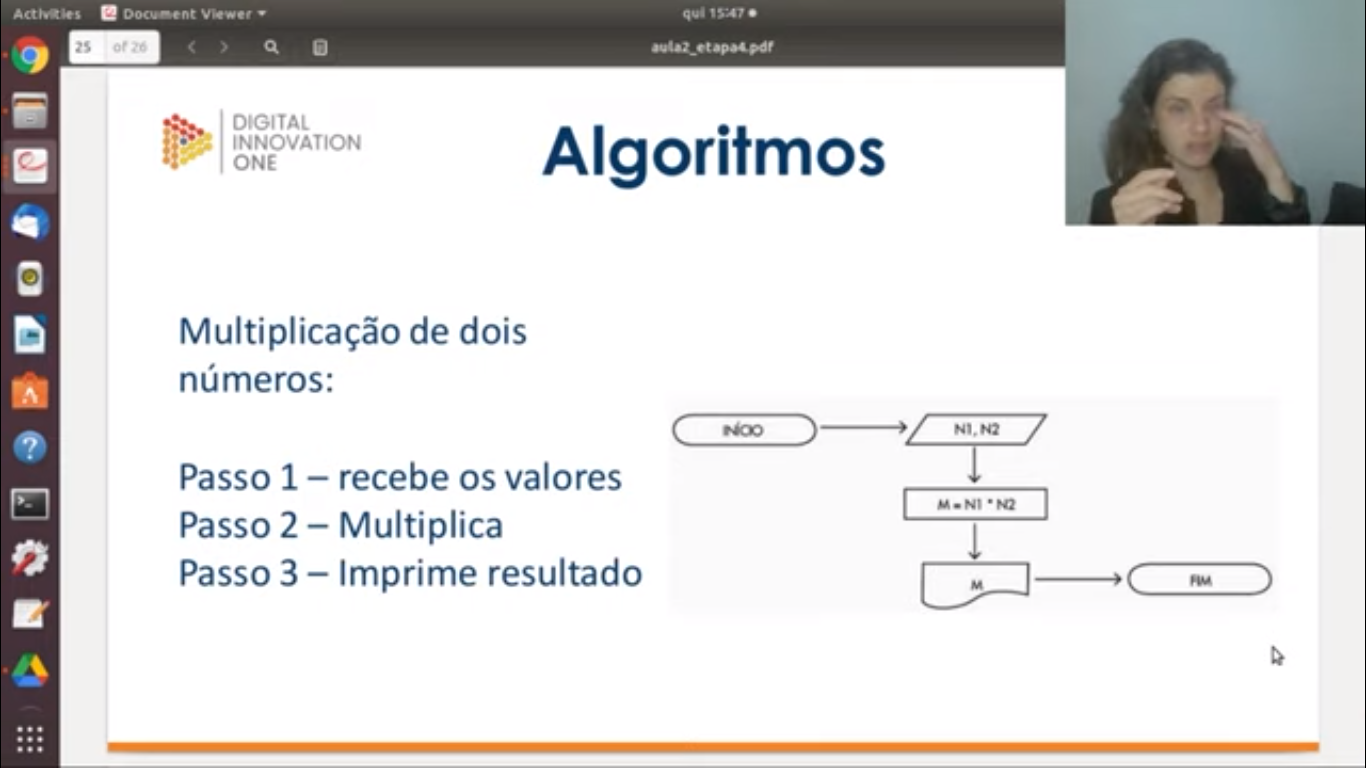 Activities Document Viewer qui 15:47
25 of 26 aula2_etapa4.pdf
DIGITAL
INNOVATION
ONE
Algoritmos
Multiplicação de dois
números:
Passo 1 – recebe os valores
Passo 2 – Multiplica
Passo 3 – Imprime resultado
INÍCIO
N1, N2
M = N1 * N2
M
FIM